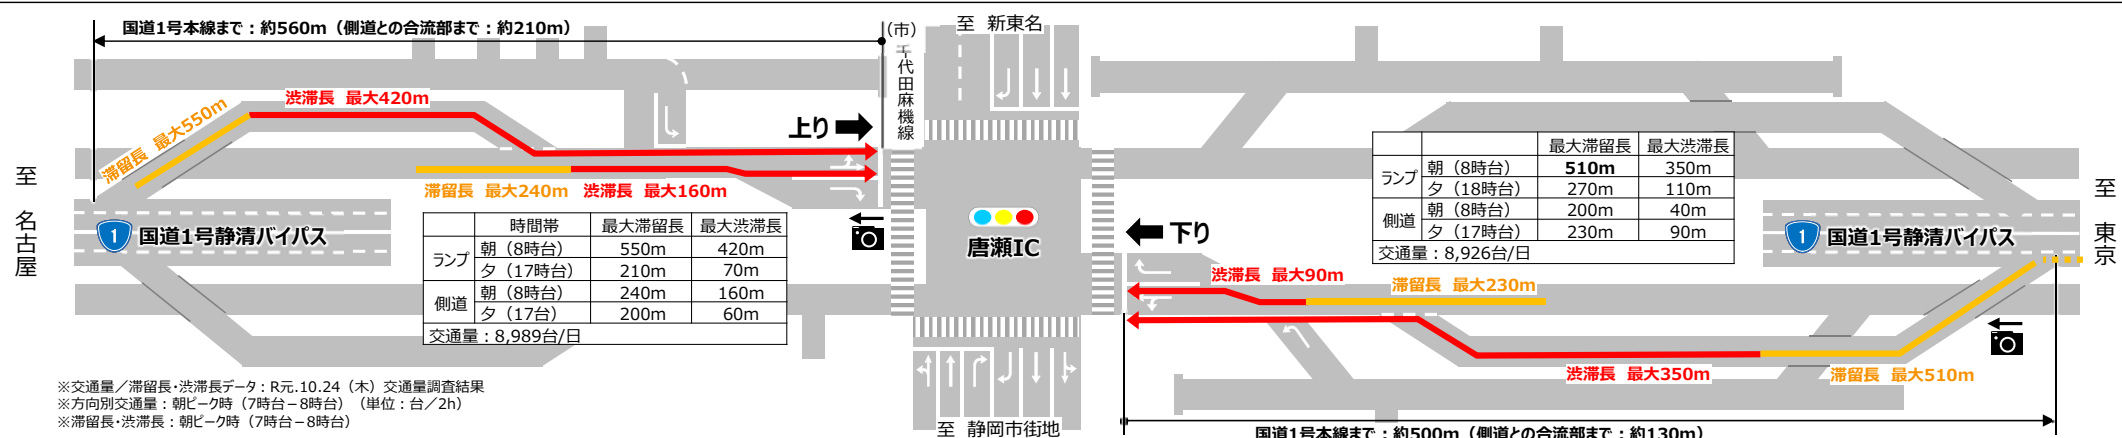 国道1号本線まで：約560m（側道との合流部まで：約210m）
（市）千代田麻機線
至 新東名
滞留長 最大550m
渋滞長 最大420m
上り
滞留長 最大240m 渋滞長 最大160m
至 名古屋
1 国道1号静清バイパス
時間帯 最大滞留長 最大渋滞長
ランプ 朝（8時台） 550m 420m
夕（17時台） 210m 70m
側道 朝（8時台） 240m 160m
夕（17台） 200m 60m
交通量：8,989台/日
唐瀬IC
下り
最大滞留長 最大渋滞長
ランプ 朝（8時台） 510m 350m
夕（18時台） 270m 110m
側道 朝（8時台） 200m 40m
夕（17時台） 230m 90m
交通量：8,926台/日
1 国道1号静清バイパス
至 東京
渋滞長 最大90m
滞留長 最大230m
渋滞長 最大350m
滞留長 最大510m
※交通量／滞留長・渋滞長データ：R元.10.24（木）交通量調査結果
※方向別交通量：朝ピーク時（7時台－8時台）（単位：台／2h）
※滞留長・渋滞長：朝ピーク時（7時台－8時台）
至 静岡市街地
国道1号本線まで：約500m（側道との合流部まで：約130m）